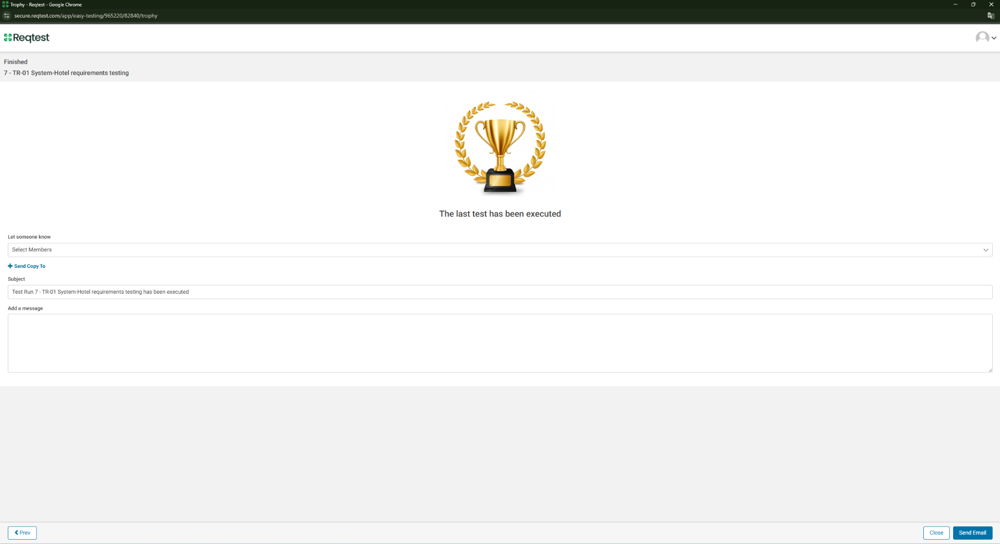 Trophy - Reqtest - Google Chrome
secure.reqtest.com/app/easy-testing/965220/82840/trophy
Reqtest
Finished
7 - TR-01 System-Hotel requirements testing
The last test has been executed
Let someone know
Select Members
Send Copy To
Subject
Test Run 7 - TR-01 System-Hotel requirements testing has been executed
Add a message
Prev
Close
Send Email